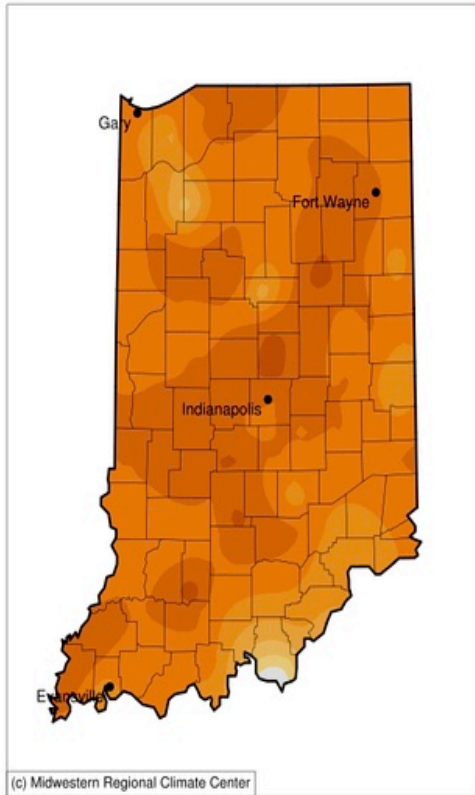 Gary
Fort Wayne
Indianapolis
Evansville
(c) Midwestern Regional Climate Center